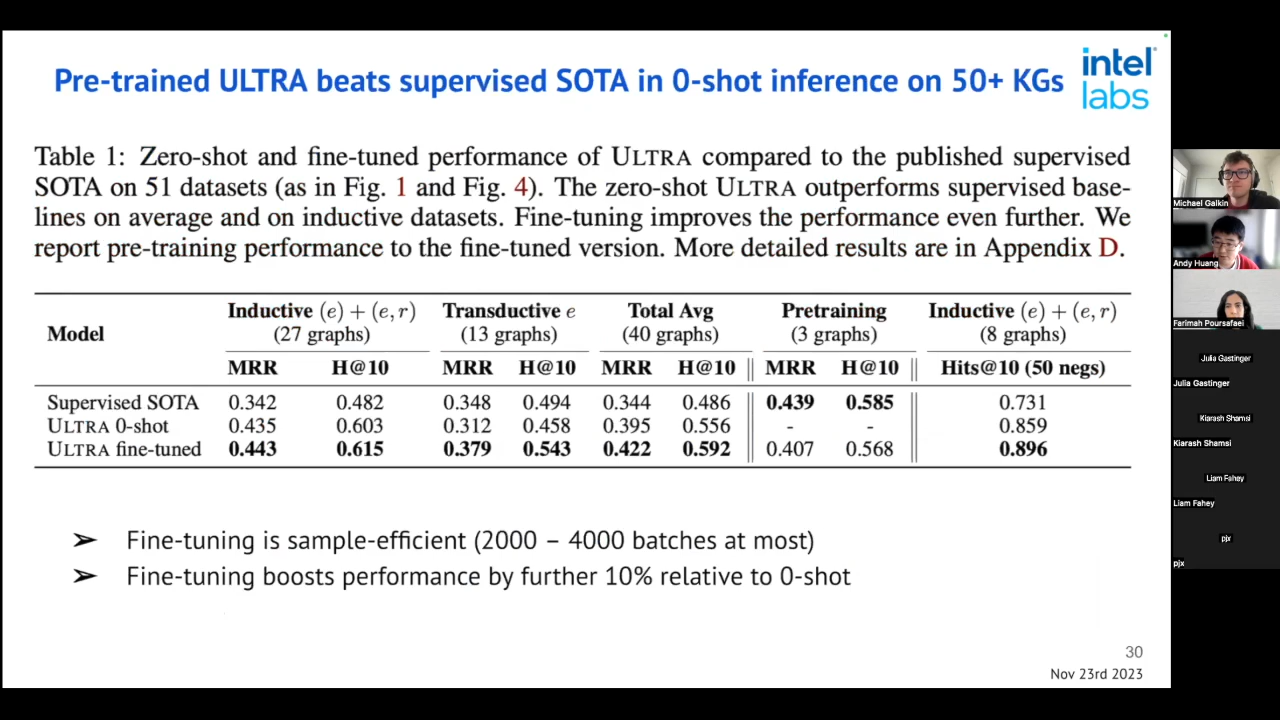 Pre-trained ULTRA beats supervised SOTA in 0-shot inference on 50+ KGs
intel labs
Table 1: Zero-shot and fine-tuned performance of ULTRA compared to the published supervised
SOTA on 51 datasets (as in Fig. 1 and Fig. 4). The zero-shot ULTRA outperforms supervised base-
lines on average and on inductive datasets. Fine-tuning improves the performance even further. We
report pre-training performance to the fine-tuned version. More detailed results are in Appendix D.
Model
Inductive (e) + (e, r) Transductive e Total Avg Pretraining Inductive (e) + (e, r)
(27 graphs) (13 graphs) (40 graphs) (3 graphs) (8 graphs)
MRR H@10 MRR H@10 MRR H@10 MRR H@10 Hits@10 (50 negs)
Supervised SOTA 0.342 0.482 0.348 0.494 0.344 0.486 0.439 0.585 0.731
ULTRA 0-shot 0.435 0.603 0.312 0.458 0.395 0.556 - - 0.859
ULTRA fine-tuned 0.443 0.615 0.379 0.543 0.422 0.592 0.407 0.568 0.896
➢ Fine-tuning is sample-efficient (2000 – 4000 batches at most)
➢ Fine-tuning boosts performance by further 10% relative to 0-shot
30
Nov 23rd 2023
Michael Galkin
Andy Huang
Farimah Poursafaei
Julia Gastinger
Julia Gastinger
Kiarash Shamsi
Kiarash Shamsi
Liam Fahey
Liam Fahey
pjx
pjx